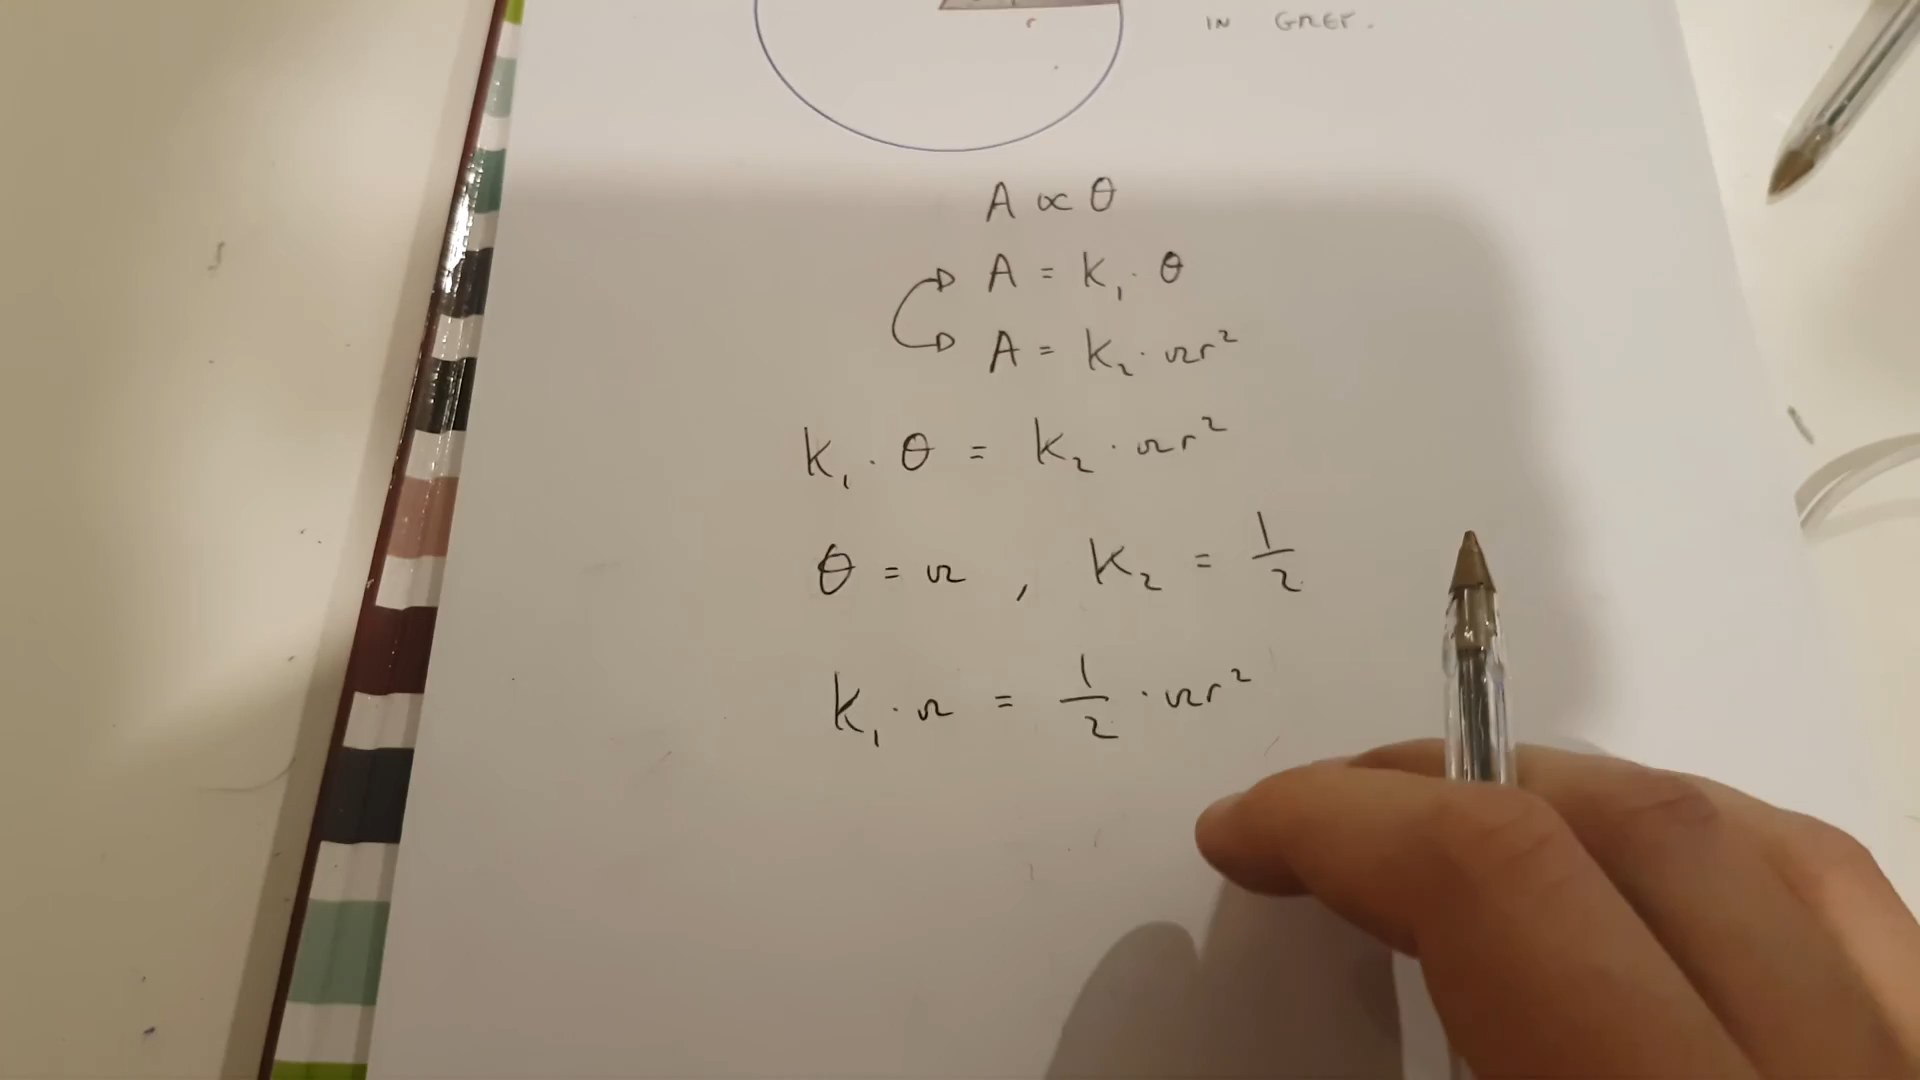 r
IN GREY.
A ∝ θ
A = K₁ · θ
A = K₂ · πr²
K₁ · θ = K₂ · πr²
θ = π , K₂ = 1/2
K₁ · π = 1/2 · πr²